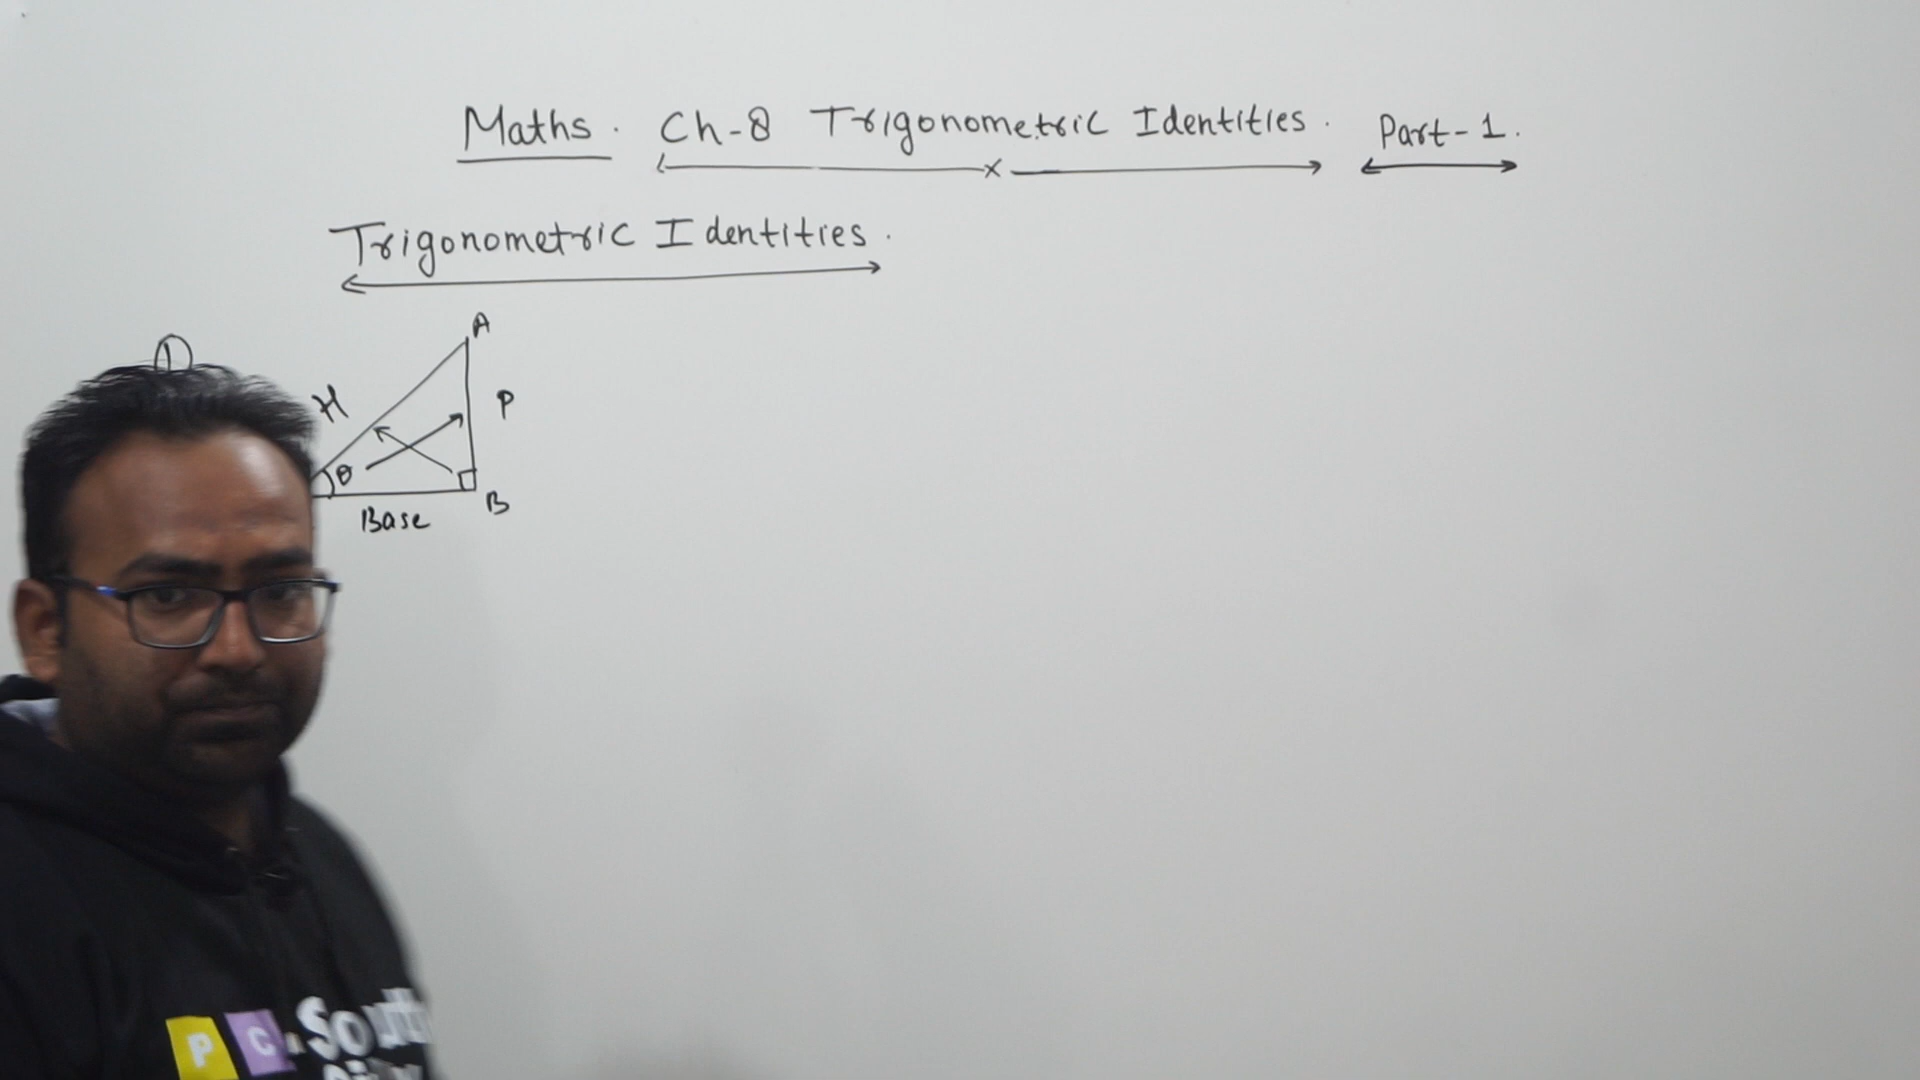 Maths. Ch-8 Trigonometric Identities. Part-1.
Trigonometric Identities.
1
A
H
P
θ
B
Base
P C